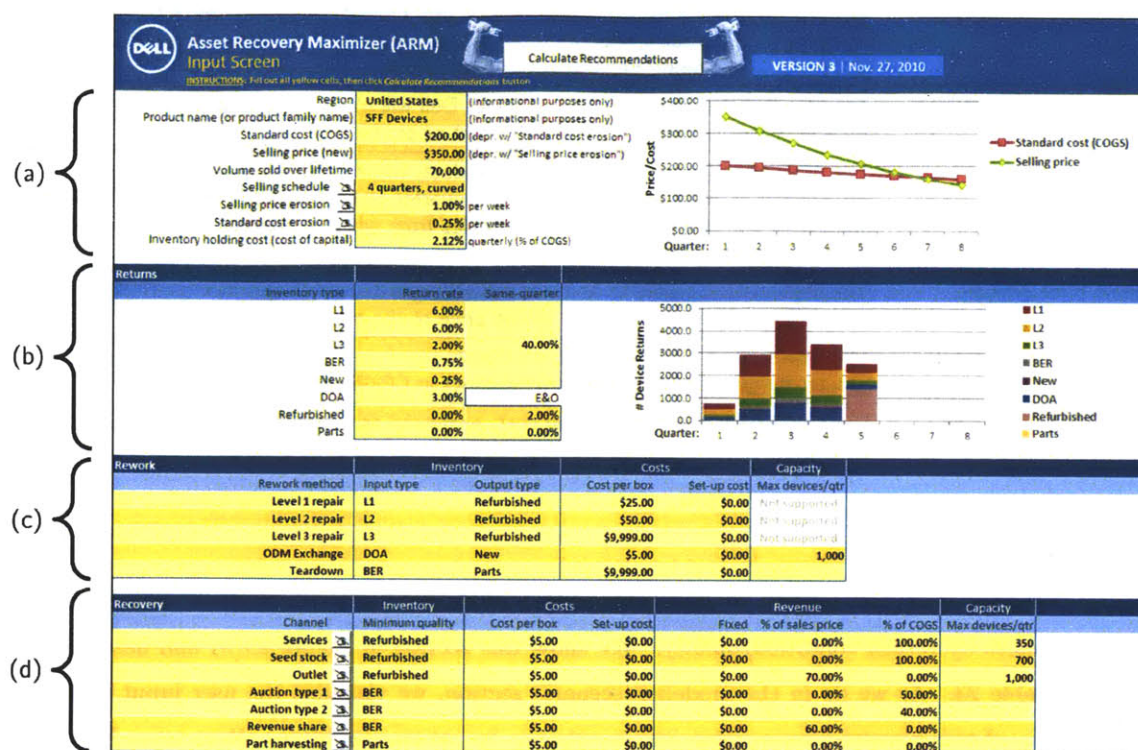 DELL
Asset Recovery Maximizer (ARM)
Input Screen
INSTRUCTIONS: Fill out all yellow cells, then click Calculate Recommendations button
Calculate Recommendations
VERSION 3 | Nov. 27, 2010
(a)
Region United States (informational purposes only)
Product name (or product family name) SFF Devices (informational purposes only)
Standard cost (COGS) $200.00 (depr. w/ "Standard cost erosion")
Selling price (new) $350.00 (depr. w/ "Selling price erosion")
Volume sold over lifetime 70,000
Selling schedule 4 quarters, curved
Selling price erosion 1.00% per week
Standard cost erosion 0.25% per week
Inventory holding cost (cost of capital) 2.12% quarterly (% of COGS)
Price/Cost
$400.00
$300.00
$200.00
$100.00
$0.00
Quarter: 1 2 3 4 5 6 7 8
Standard cost (COGS)
Selling price
(b)
Returns
Inventory type Return rate Same-quarter
L1 6.00%
L2 6.00%
L3 2.00% 40.00%
BER 0.75%
New 0.25%
DOA 3.00% E&O
Refurbished 0.00% 2.00%
Parts 0.00% 0.00%
# Device Returns
5000.0
4000.0
3000.0
2000.0
1000.0
0.0
Quarter: 1 2 3 4 5 6 7 8
L1
L2
L3
BER
New
DOA
Refurbished
Parts
(c)
Rework Inventory Costs Capacity
Rework method Input type Output type Cost per box Set-up cost Max devices/qtr
Level 1 repair L1 Refurbished $25.00 $0.00 Not supported
Level 2 repair L2 Refurbished $50.00 $0.00 Not supported
Level 3 repair L3 Refurbished $9,999.00 $0.00 Not supported
ODM Exchange DOA New $5.00 $0.00 1,000
Teardown BER Parts $9,999.00 $0.00
(d)
Recovery Inventory Costs Revenue Capacity
Channel Minimum quality Cost per box Set-up cost Fixed % of sales price % of COGS Max devices/qtr
Services Refurbished $5.00 $0.00 $0.00 0.00% 100.00% 350
Seed stock Refurbished $5.00 $0.00 $0.00 0.00% 100.00% 700
Outlet Refurbished $5.00 $0.00 $0.00 70.00% 0.00% 1,000
Auction type 1 BER $5.00 $0.00 $0.00 0.00% 50.00%
Auction type 2 BER $5.00 $0.00 $0.00 0.00% 40.00%
Revenue share BER $5.00 $0.00 $0.00 60.00% 0.00%
Part harvesting Parts $5.00 $0.00 $0.00 0.00% 0.00%